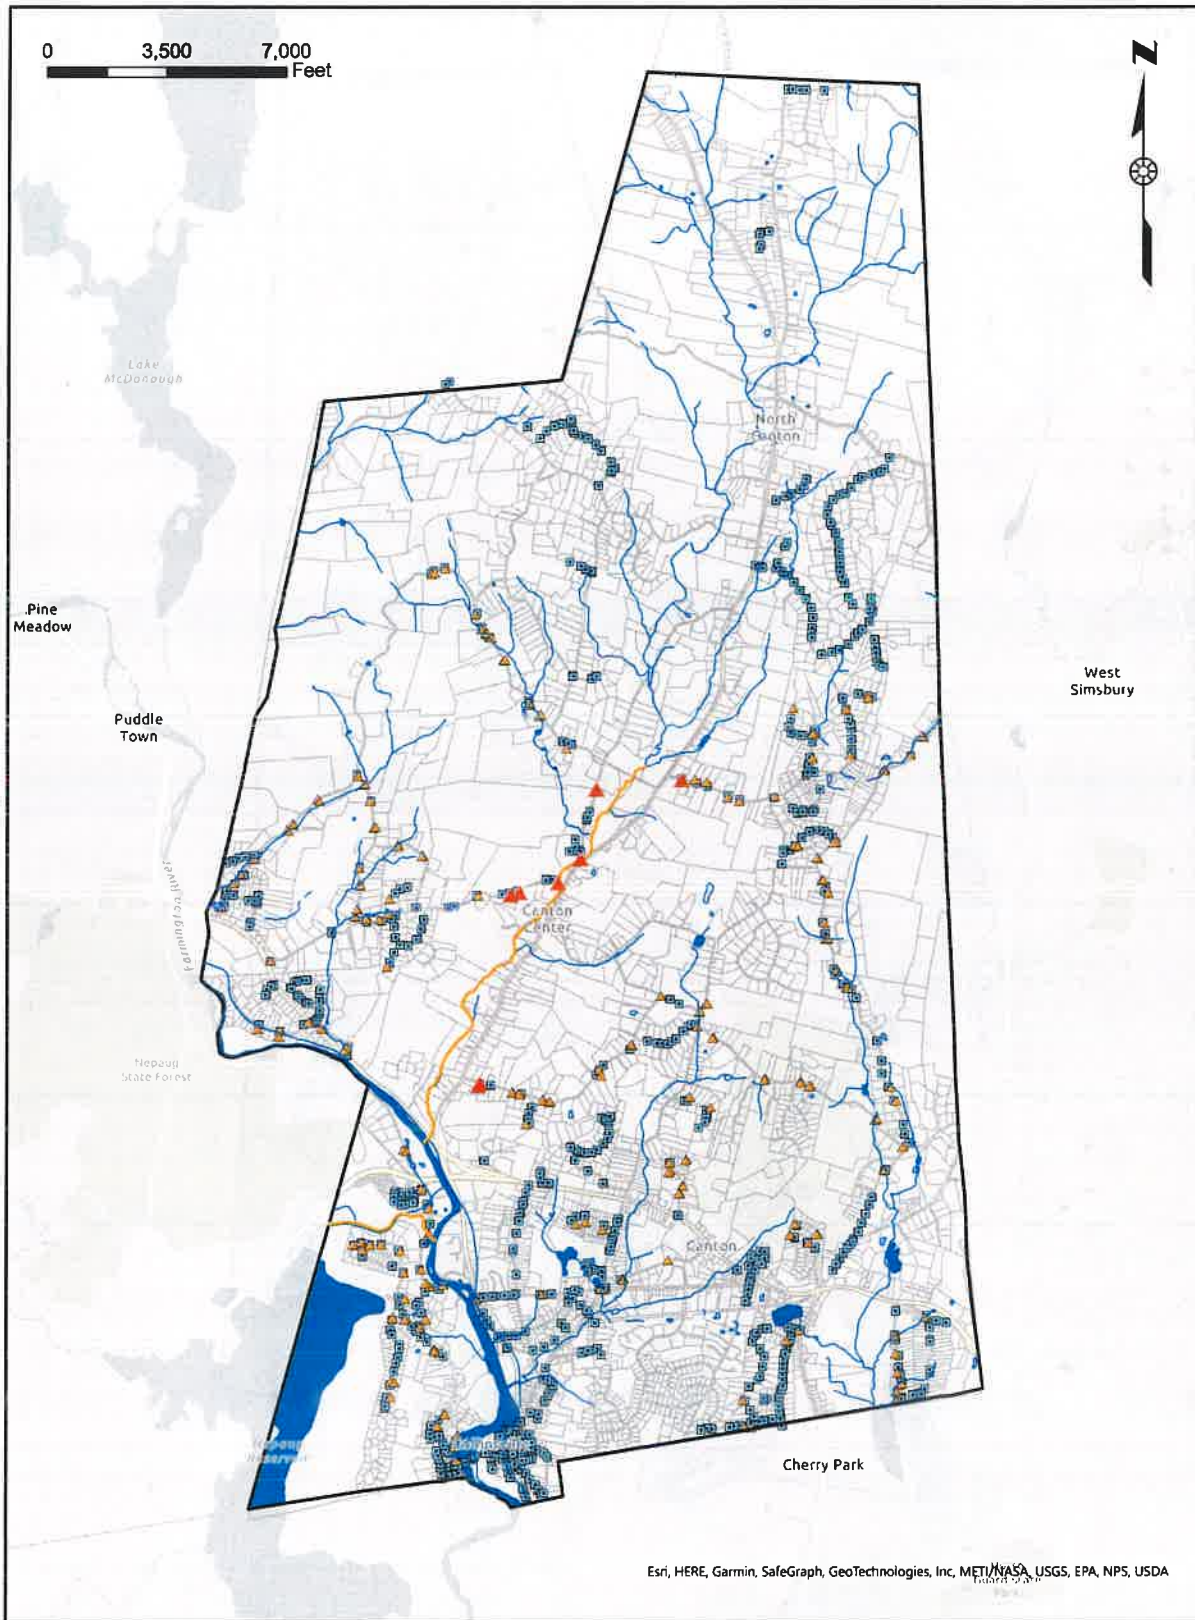 0 3,500 7,000
Feet
N
Lake
McDonough
North
Canton
Pine
Meadow
Puddle
Town
West
Simsbury
Farmington River
Canton
Center
Nepaug
State Forest
Canton
Nepaug
Reservoir
Cherry Park
Esri, HERE, Garmin, SafeGraph, GeoTechnologies, Inc, METI/NASA, USGS, EPA, NPS, USDA